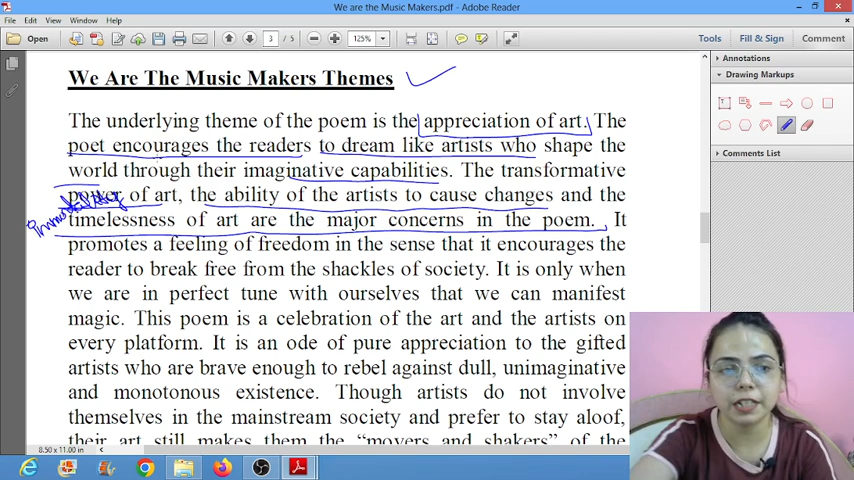 We are the Music Makers.pdf - Adobe Reader
File Edit View Window Help
Open 3 / 5 125% Tools Fill & Sign Comment
We Are The Music Makers Themes
The underlying theme of the poem is the appreciation of art. The
poet encourages the readers to dream like artists who shape the
world through their imaginative capabilities. The transformative
power of art, the ability of the artists to cause changes and the
immortality
timelessness of art are the major concerns in the poem. It
promotes a feeling of freedom in the sense that it encourages the
reader to break free from the shackles of society. It is only when
we are in perfect tune with ourselves that we can manifest
magic. This poem is a celebration of the art and the artists on
every platform. It is an ode of pure appreciation to the gifted
artists who are brave enough to rebel against dull, unimaginative
and monotonous existence. Though artists do not involve
themselves in the mainstream society and prefer to stay aloof,
their art still makes them the “movers and shakers” of the
8.50 x 11.00 in
Annotations
Drawing Markups
Comments List